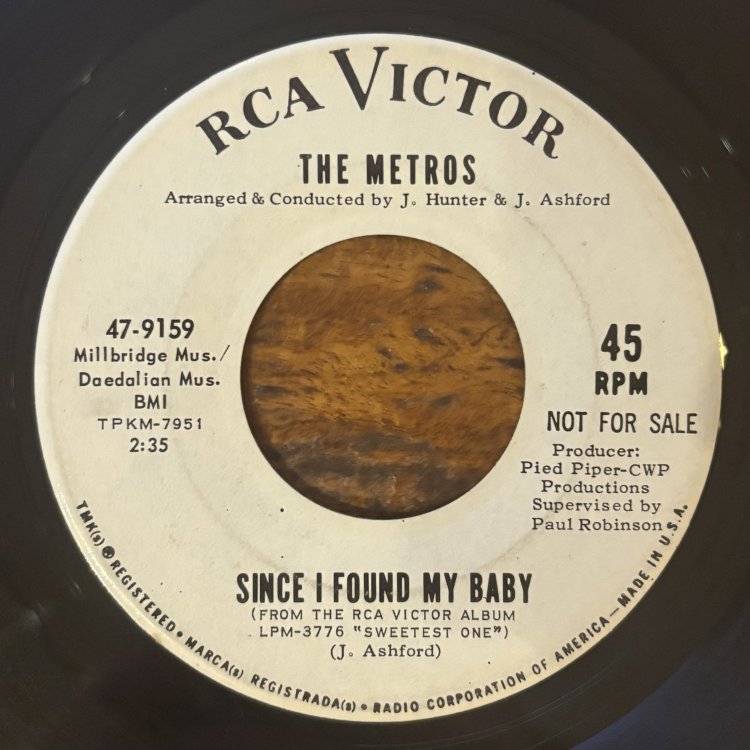 RCA VICTOR
THE METROS
Arranged & Conducted by J. Hunter & J. Ashford
47-9159
Millbridge Mus./
Daedalian Mus.
BMI
TPKM-7951
2:35
45
RPM
NOT FOR SALE
Producer:
Pied Piper-CWP
Productions
Supervised by
Paul Robinson
SINCE I FOUND MY BABY
(FROM THE RCA VICTOR ALBUM
LPM-3776 "SWEETEST ONE")
(J. Ashford)
TMK(s) ® REGISTERED • MARCA(s) REGISTRADA(s) • RADIO CORPORATION OF AMERICA—MADE IN U.S.A.